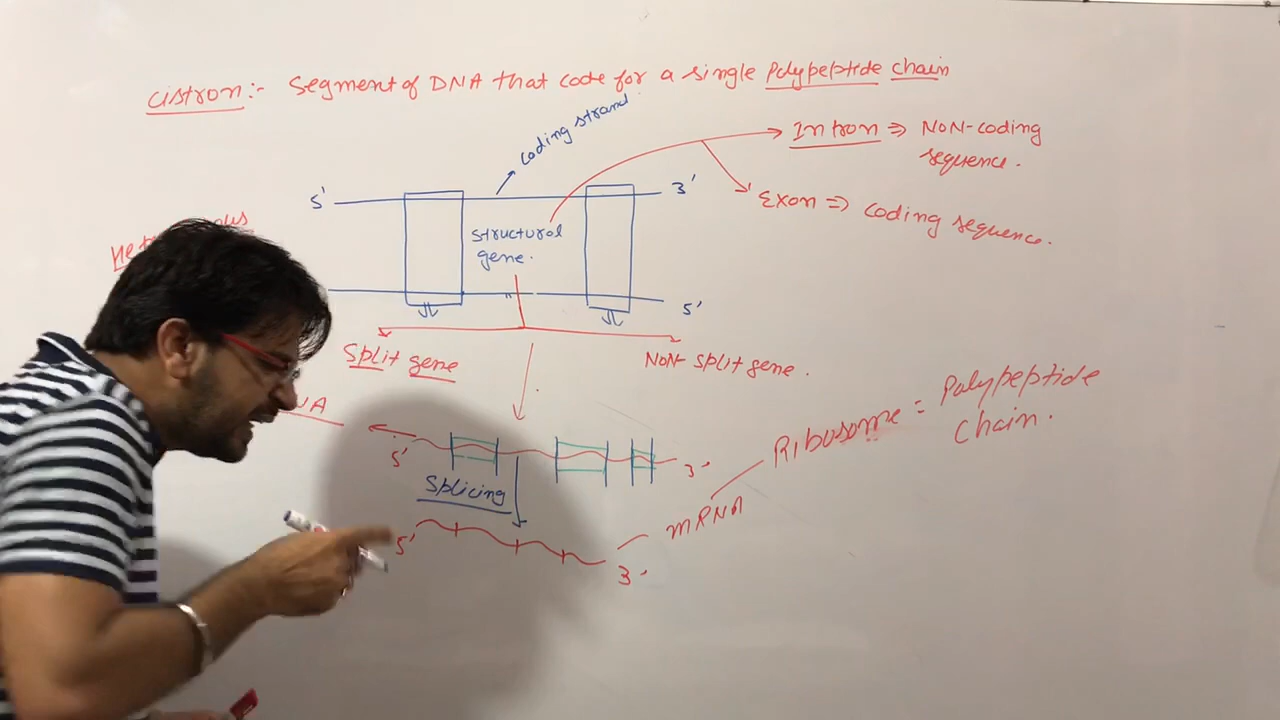 Cistron:- Segment of DNA that code for a single Polypeptide chain
coding strand
Intron ⇒ NON-coding
sequence.
Exon ⇒ coding sequence.
5' 3'
structural
gene.
5'
Split gene
NON split gene.
5' 3'
Splicing
5' 3'
mRNA
Ribosome = Polypeptide
chain.